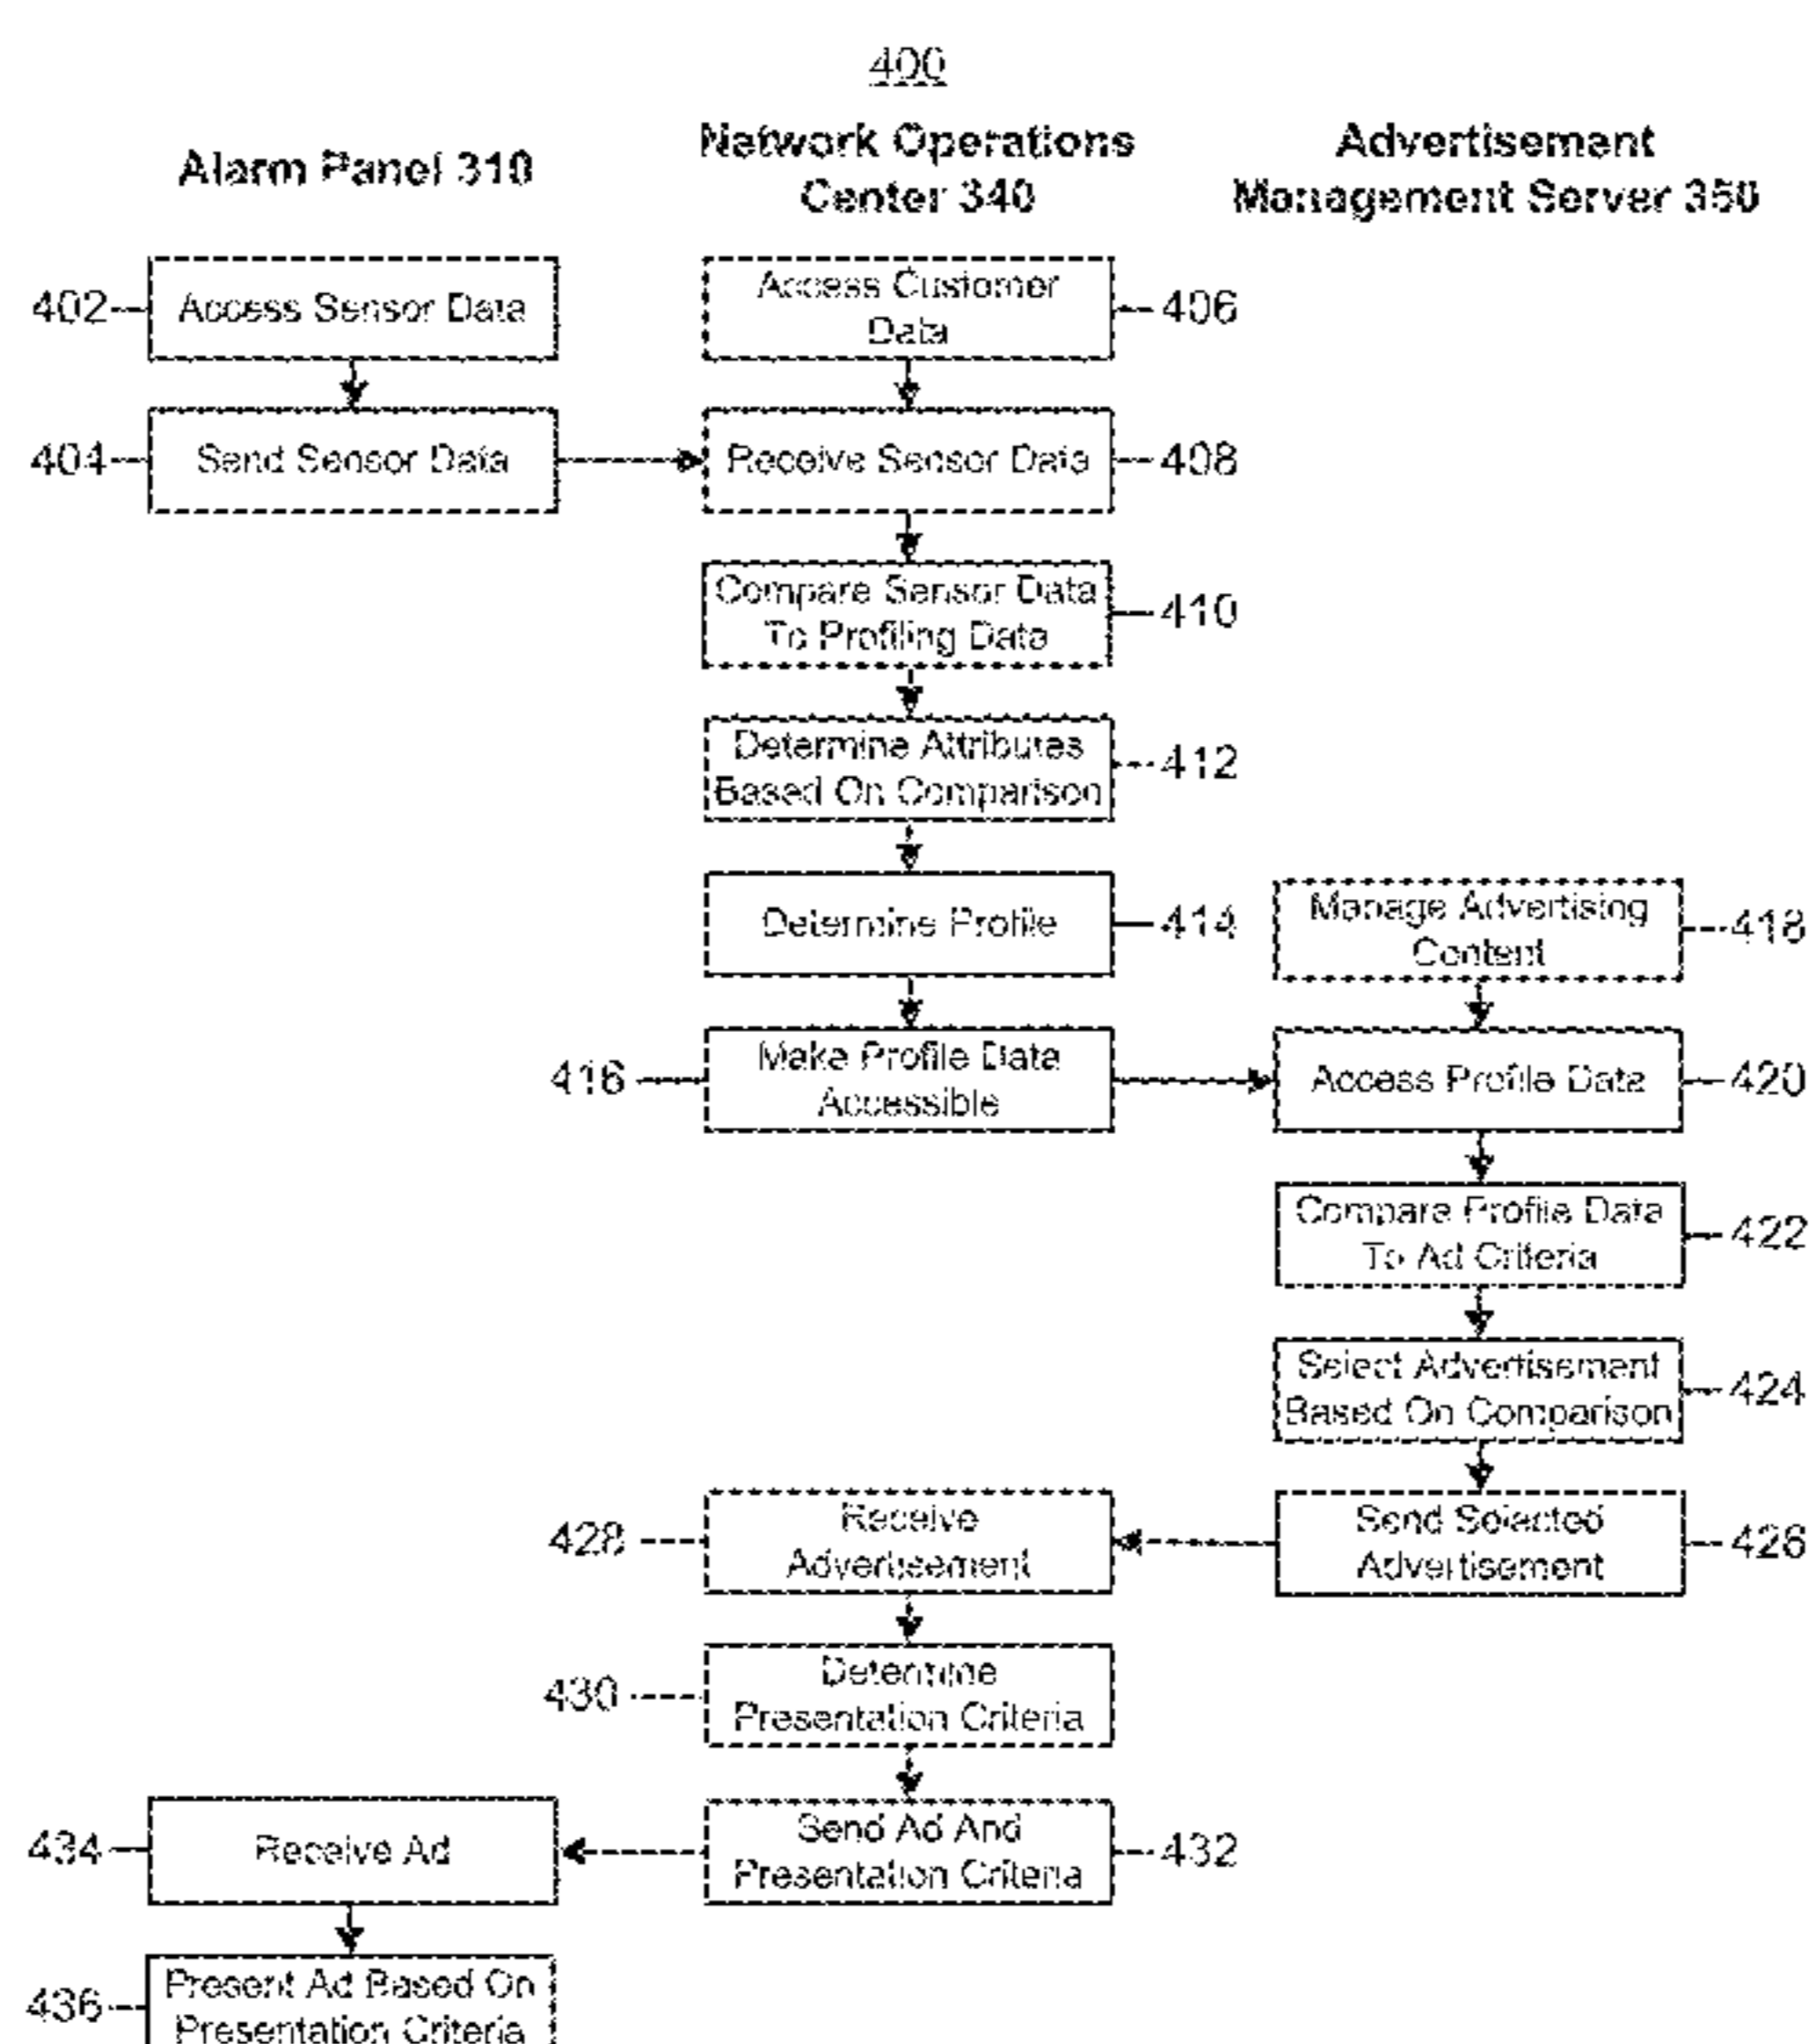 400
Alarm Panel 310
Network Operations
Center 340
Advertisement
Management Server 350
402
Access Sensor Data
Access Customer
Data
406
404
Send Sensor Data
Receive Sensor Data
408
Compare Sensor Data
To Profiling Data
410
Determine Attributes
Based On Comparison
412
Determine Profile
414
Manage Advertising
Content
418
416
Make Profile Data
Accessible
Access Profile Data
420
Compare Profile Data
To Ad Criteria
422
Select Advertisement
Based On Comparison
424
428
Receive
Advertisement
Send Selected
Advertisement
426
430
Determine
Presentation Criteria
434
Receive Ad
Send Ad And
Presentation Criteria
432
436
Present Ad Based On
Presentation Criteria